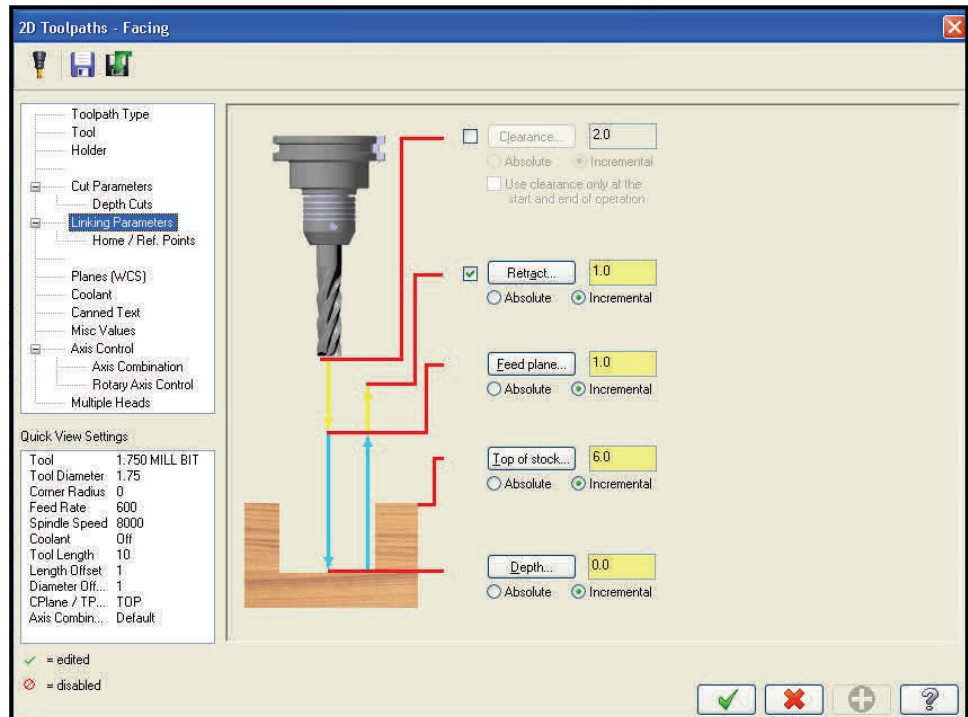 2D Toolpaths - Facing
Toolpath Type
Tool
Holder
Cut Parameters
Depth Cuts
Linking Parameters
Home / Ref. Points
Planes (WCS)
Coolant
Canned Text
Misc Values
Axis Control
Axis Combination
Rotary Axis Control
Multiple Heads
Quick View Settings
Tool 1.750 MILL BIT
Tool Diameter 1.75
Corner Radius 0
Feed Rate 600
Spindle Speed 8000
Coolant Off
Tool Length 10
Length Offset 1
Diameter Off... 1
CPlane / TP... TOP
Axis Combin... Default
= edited
= disabled
Clearance... 2.0
Absolute Incremental
Use clearance only at the
start and end of operation
Retract... 1.0
Absolute Incremental
Feed plane... 1.0
Absolute Incremental
Top of stock... 6.0
Absolute Incremental
Depth... 0.0
Absolute Incremental
?